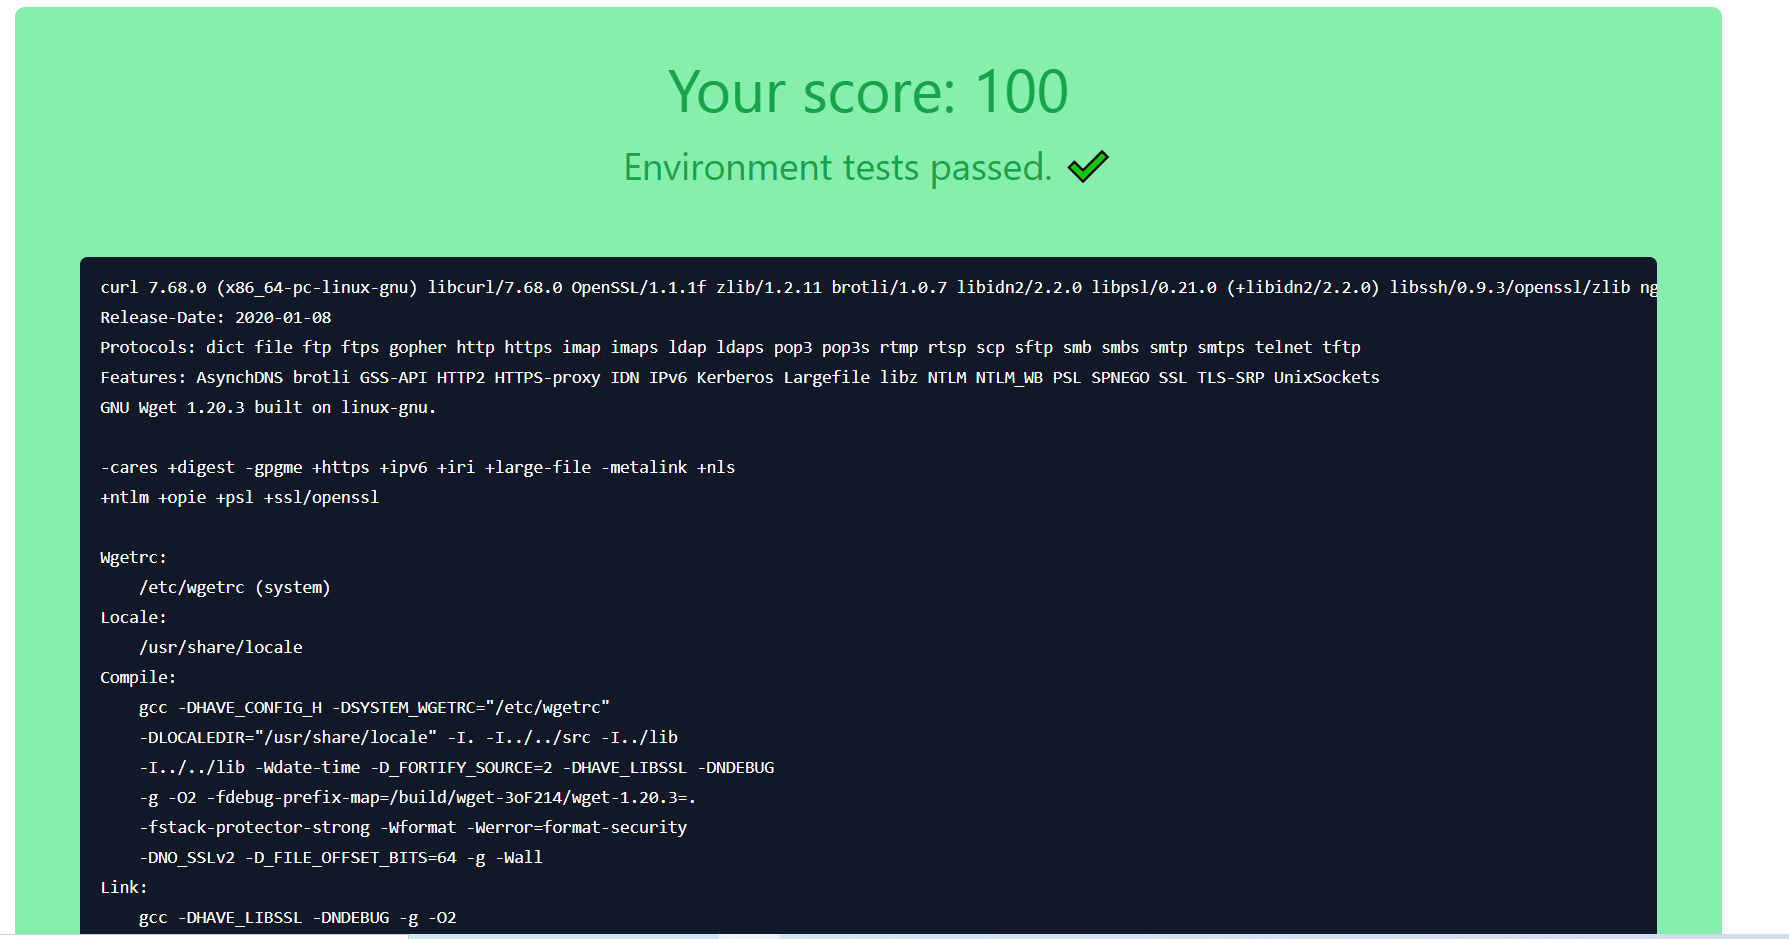 Your score: 100
Environment tests passed. ✔
curl 7.68.0 (x86_64-pc-linux-gnu) libcurl/7.68.0 OpenSSL/1.1.1f zlib/1.2.11 brotli/1.0.7 libidn2/2.2.0 libpsl/0.21.0 (+libidn2/2.2.0) libssh/0.9.3/openssl/zlib ng
Release-Date: 2020-01-08
Protocols: dict file ftp ftps gopher http https imap imaps ldap ldaps pop3 pop3s rtmp rtsp scp sftp smb smbs smtp smtps telnet tftp
Features: AsynchDNS brotli GSS-API HTTP2 HTTPS-proxy IDN IPv6 Kerberos Largefile libz NTLM NTLM_WB PSL SPNEGO SSL TLS-SRP UnixSockets
GNU Wget 1.20.3 built on linux-gnu.
-cares +digest -gpgme +https +ipv6 +iri +large-file -metalink +nls
+ntlm +opie +psl +ssl/openssl
Wgetrc:
/etc/wgetrc (system)
Locale:
/usr/share/locale
Compile:
gcc -DHAVE_CONFIG_H -DSYSTEM_WGETRC="/etc/wgetrc"
-DLOCALEDIR="/usr/share/locale" -I. -I../../src -I../lib
-I../../lib -Wdate-time -D_FORTIFY_SOURCE=2 -DHAVE_LIBSSL -DNDEBUG
-g -O2 -fdebug-prefix-map=/build/wget-3oF214/wget-1.20.3=.
-fstack-protector-strong -Wformat -Werror=format-security
-DNO_SSLv2 -D_FILE_OFFSET_BITS=64 -g -Wall
Link:
gcc -DHAVE_LIBSSL -DNDEBUG -g -O2